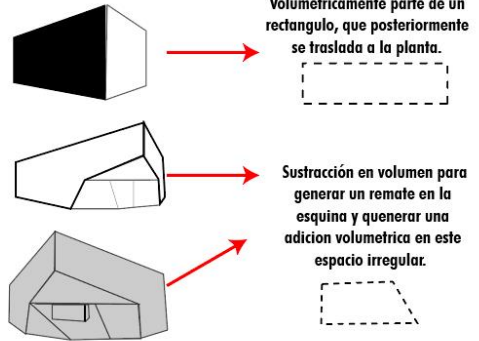 Volumetricamente parte de un
rectangulo, que posteriormente
se traslada a la planta.
Sustracción en volumen para
generar un remate en la
esquina y quenerar una
adicion volumetrica en este
espacio irregular.